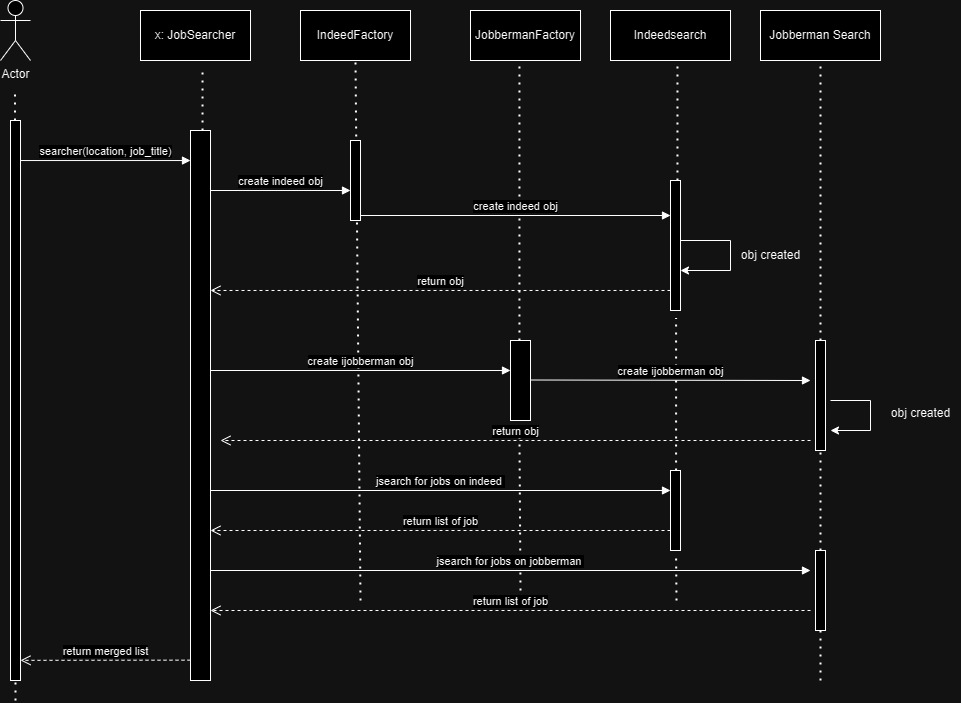 x: JobSearcher
IndeedFactory
JobbermanFactory
Indeedsearch
Jobberman Search
Actor
searcher(location, job_title)
create indeed obj
create indeed obj
obj created
return obj
create ijobberman obj
create ijobberman obj
obj created
return obj
jsearch for jobs on indeed
return list of job
jsearch for jobs on jobberman
return list of job
return merged list